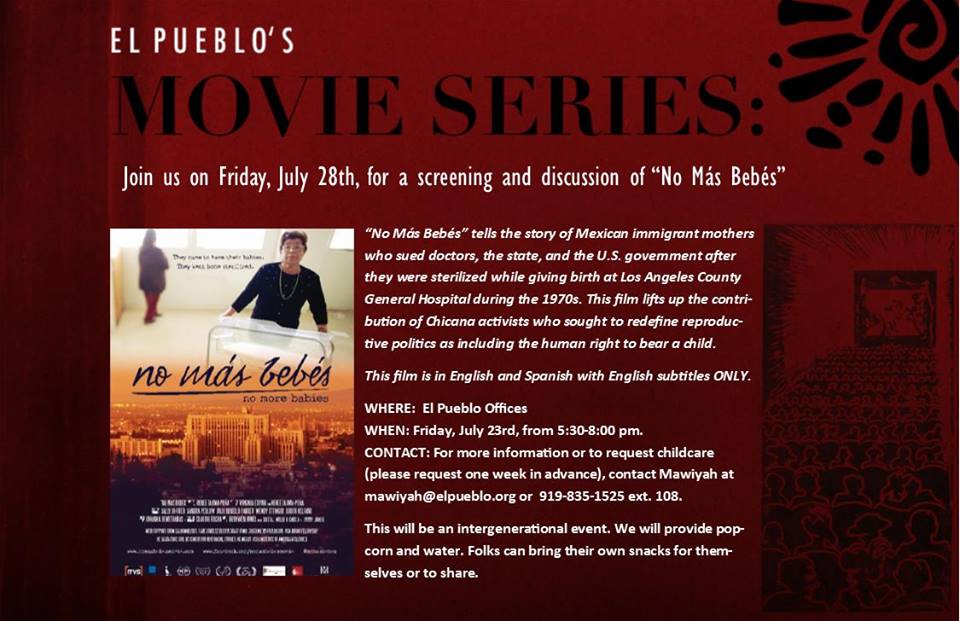 EL PUEBLO'S
MOVIE SERIES:
Join us on Friday, July 28th, for a screening and discussion of “No Más Bebés”
They came to have their babies.
They went home sterilized.
no más bebés
no more babies
“No Más Bebés” tells the story of Mexican immigrant mothers
who sued doctors, the state, and the U.S. government after
they were sterilized while giving birth at Los Angeles County
General Hospital during the 1970s. This film lifts up the contri-
bution of Chicana activists who sought to redefine reproduc-
tive politics as including the human right to bear a child.
This film is in English and Spanish with English subtitles ONLY.
WHERE: El Pueblo Offices
WHEN: Friday, July 23rd, from 5:30-8:00 pm.
CONTACT: For more information or to request childcare
(please request one week in advance), contact Mawiyah at
mawiyah@elpueblo.org or 919-835-1525 ext. 108.
This will be an intergenerational event. We will provide pop-
corn and water. Folks can bring their own snacks for them-
selves or to share.